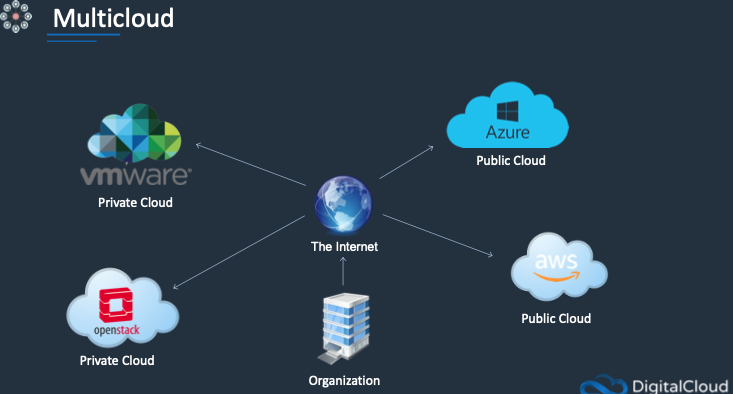 Multicloud
Azure
Public Cloud
vmware®
Private Cloud
The Internet
aws
Public Cloud
openstack
Private Cloud
Organization
DigitalCloud